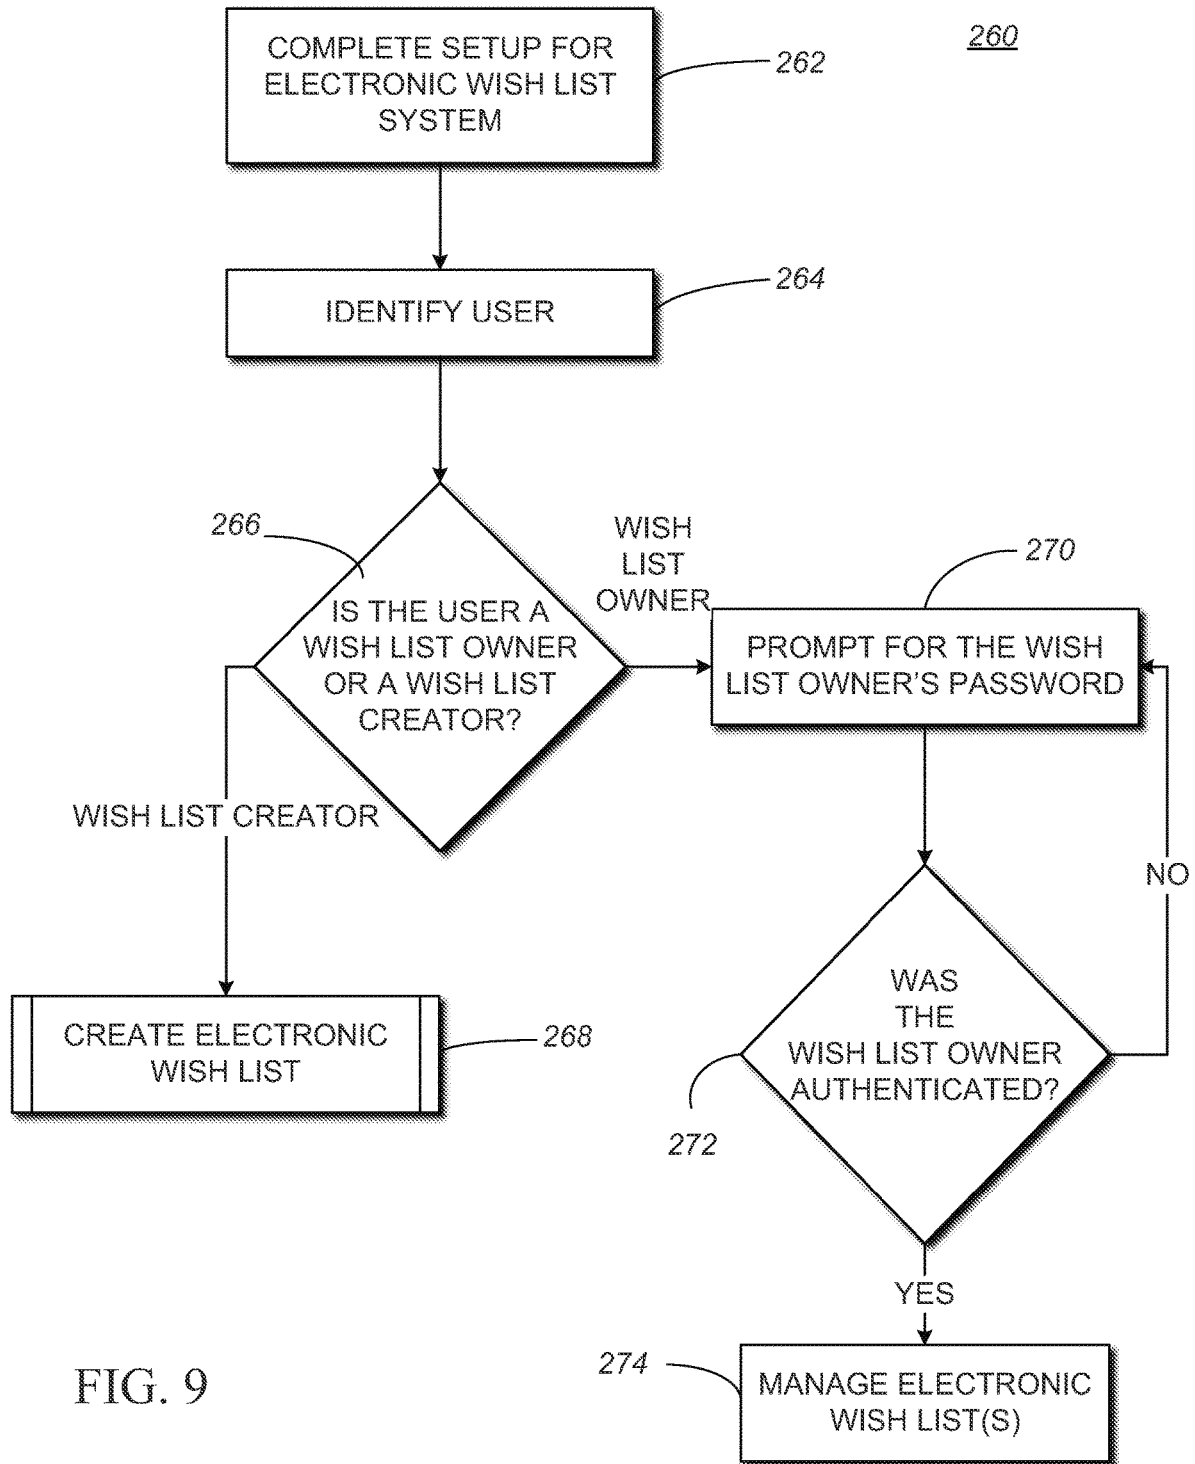 260
COMPLETE SETUP FOR
ELECTRONIC WISH LIST
SYSTEM
262
IDENTIFY USER
264
266
IS THE USER A
WISH LIST OWNER
OR A WISH LIST
CREATOR?
WISH
LIST
OWNER
270
PROMPT FOR THE WISH
LIST OWNER'S PASSWORD
WISH LIST CREATOR
NO
CREATE ELECTRONIC
WISH LIST
268
WAS
THE
WISH LIST OWNER
AUTHENTICATED?
272
YES
274
MANAGE ELECTRONIC
WISH LIST(S)
FIG. 9